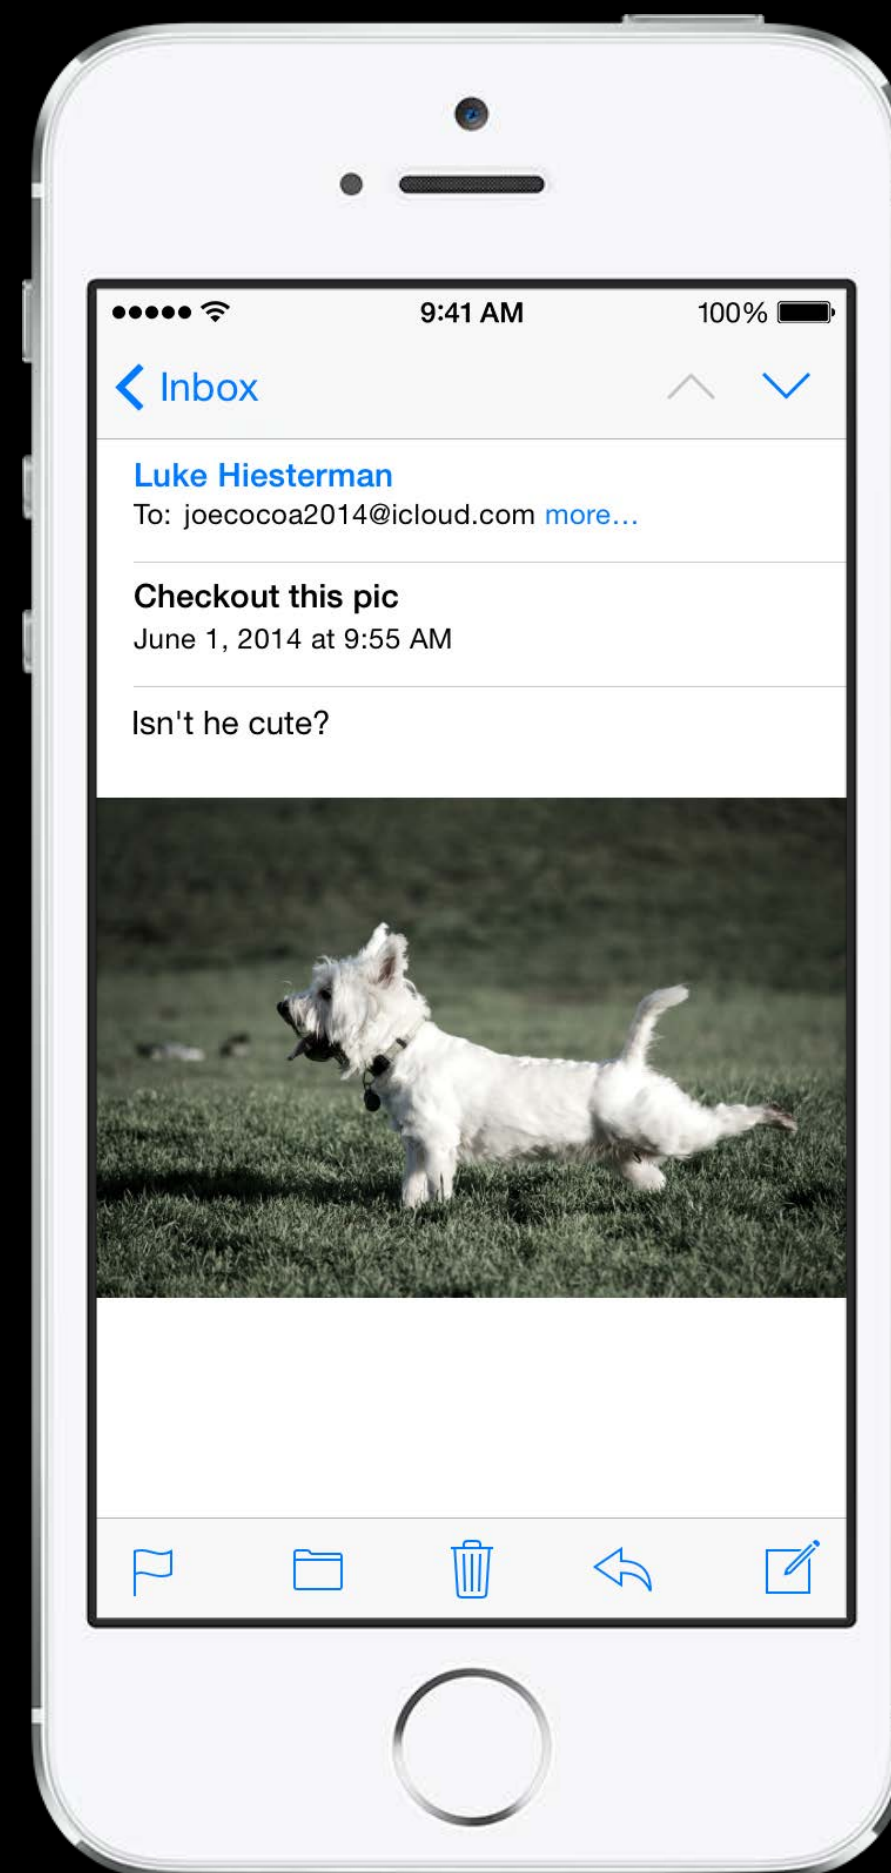 9:41 AM 100%
Inbox
Luke Hiesterman
To: joecocoa2014@icloud.com more...
Checkout this pic
June 1, 2014 at 9:55 AM
Isn't he cute?